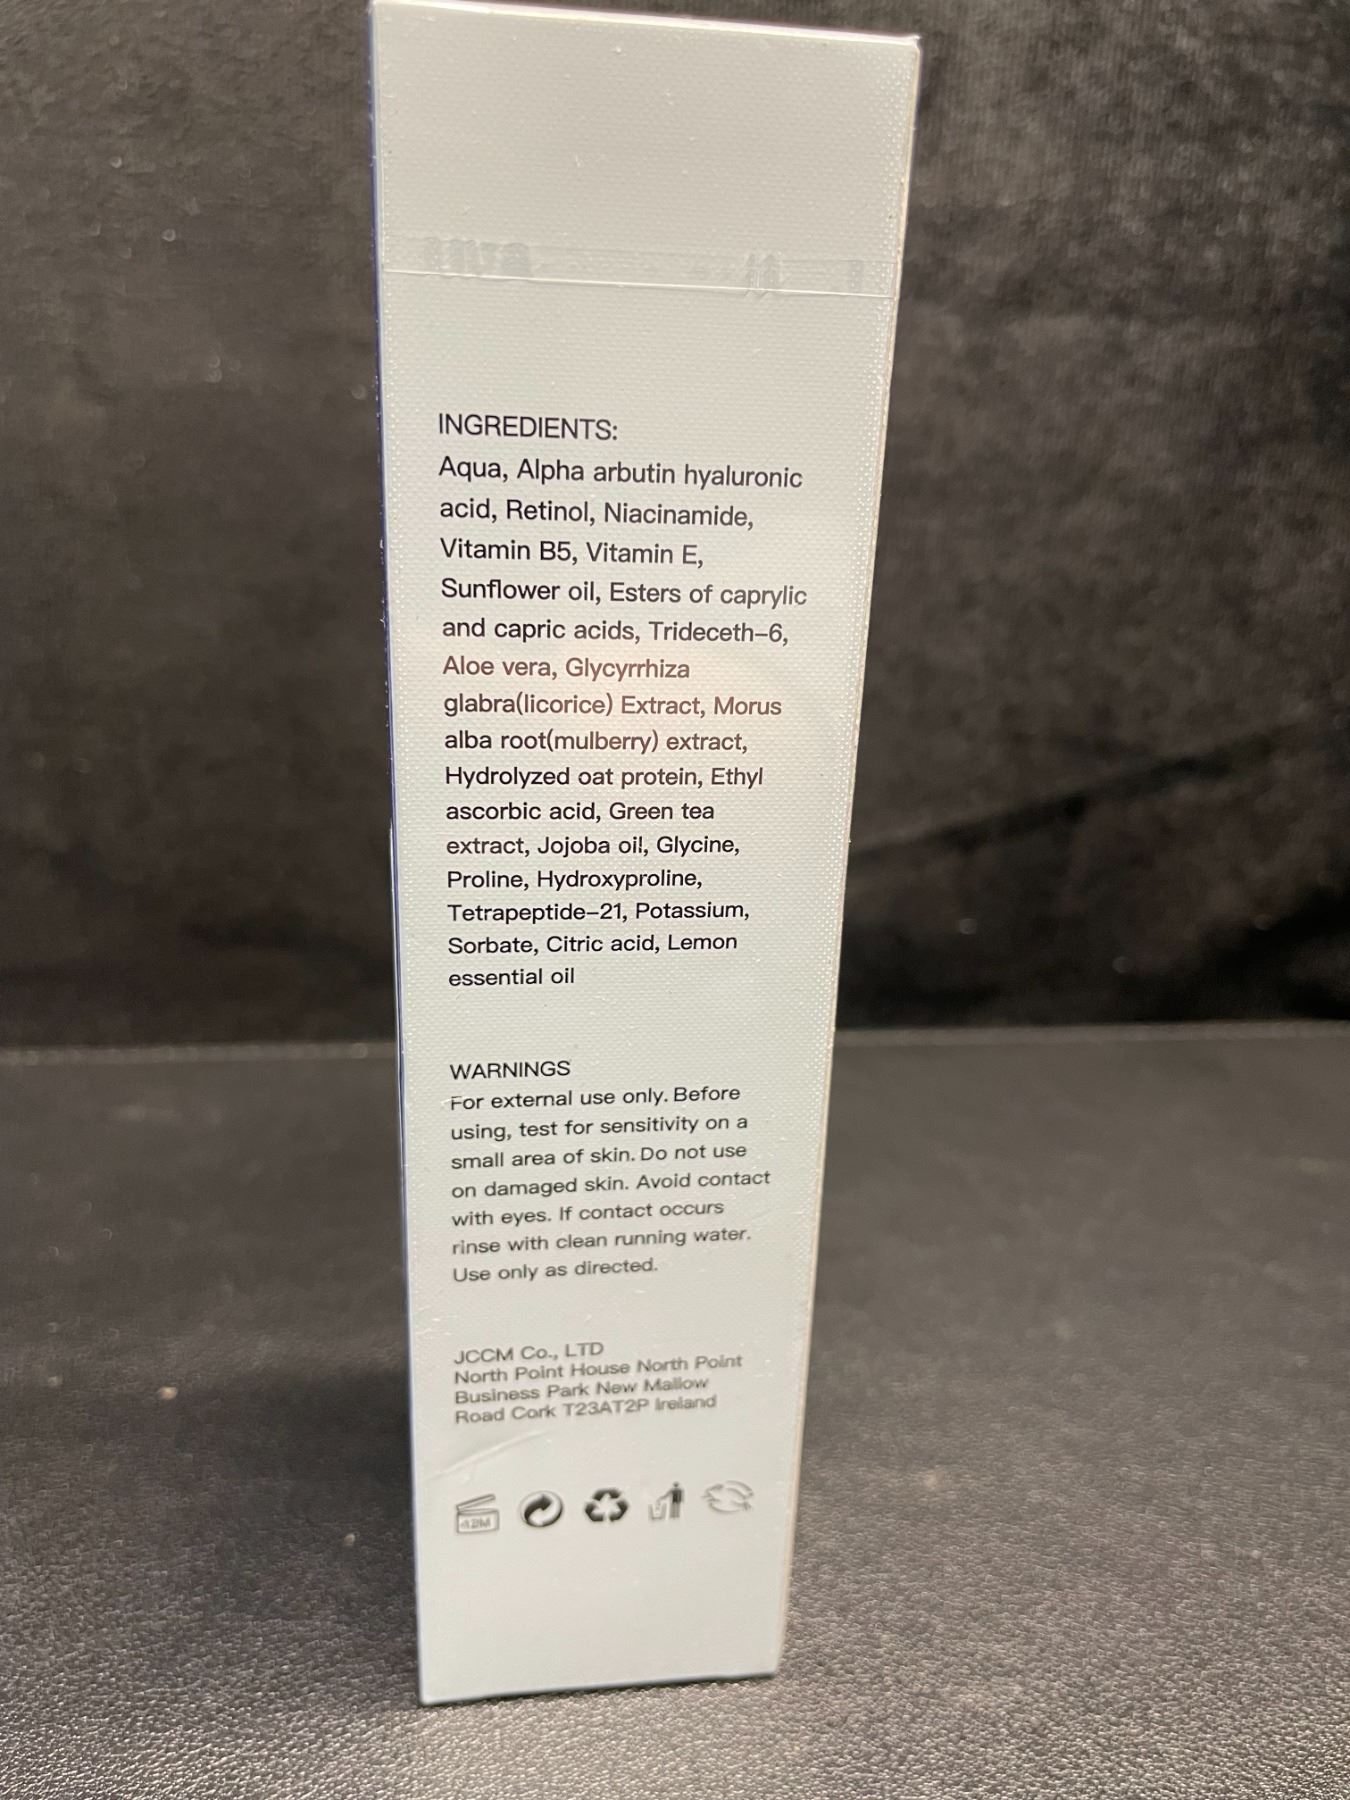 INGREDIENTS:
Aqua, Alpha arbutin hyaluronic
acid, Retinol, Niacinamide,
Vitamin B5, Vitamin E,
Sunflower oil, Esters of caprylic
and capric acids, Trideceth–6,
Aloe vera, Glycyrrhiza
glabra(licorice) Extract, Morus
alba root(mulberry) extract,
Hydrolyzed oat protein, Ethyl
ascorbic acid, Green tea
extract, Jojoba oil, Glycine,
Proline, Hydroxyproline,
Tetrapeptide–21, Potassium,
Sorbate, Citric acid, Lemon
essential oil
WARNINGS
For external use only. Before
using, test for sensitivity on a
small area of skin. Do not use
on damaged skin. Avoid contact
with eyes. If contact occurs
rinse with clean running water.
Use only as directed.
JCCM Co., LTD
North Point House North Point
Business Park New Mallow
Road Cork T23AT2P Ireland
12M